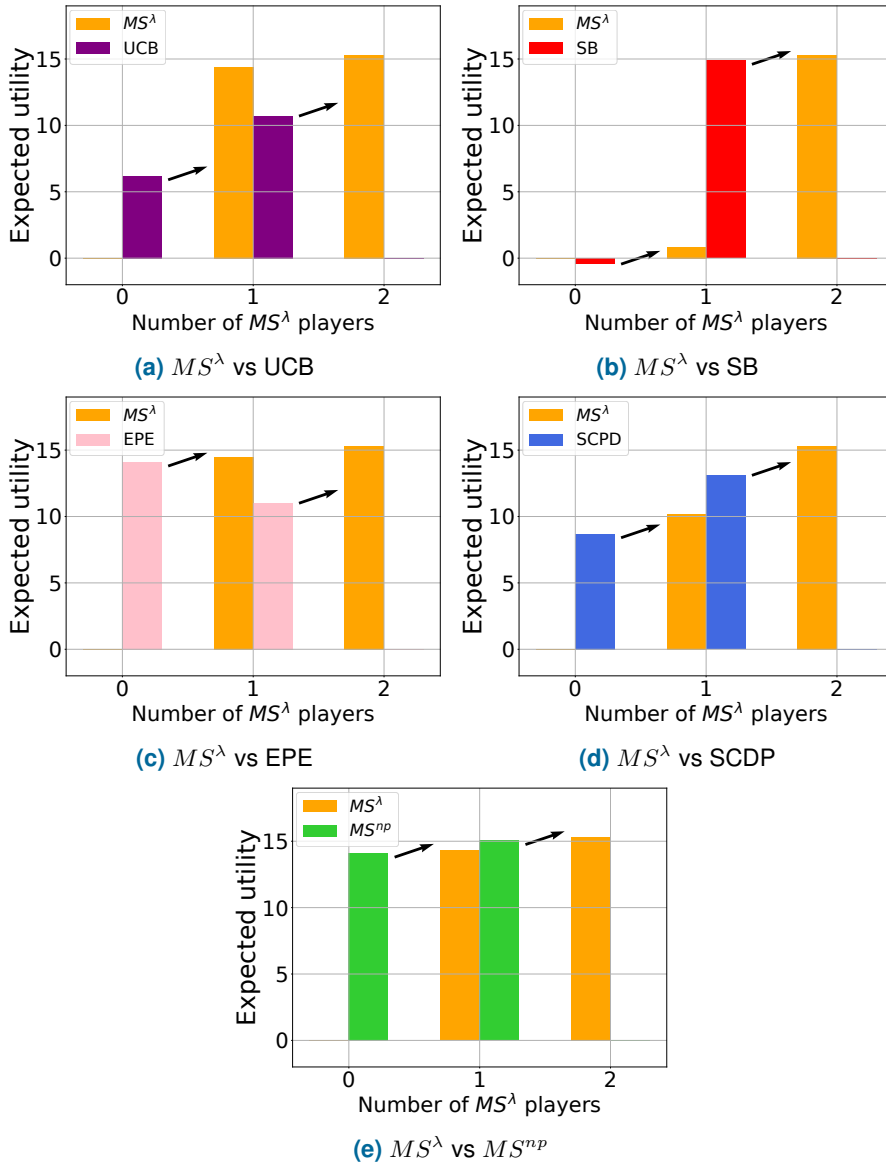 MS^λ
UCB
Expected utility
15
10
5
0
0 1 2
Number of MS^λ players
(a) MS^λ vs UCB
MS^λ
SB
Expected utility
15
10
5
0
0 1 2
Number of MS^λ players
(b) MS^λ vs SB
MS^λ
EPE
Expected utility
15
10
5
0
0 1 2
Number of MS^λ players
(c) MS^λ vs EPE
MS^λ
SCPD
Expected utility
15
10
5
0
0 1 2
Number of MS^λ players
(d) MS^λ vs SCDP
MS^λ
MS^np
Expected utility
15
10
5
0
0 1 2
Number of MS^λ players
(e) MS^λ vs MS^np